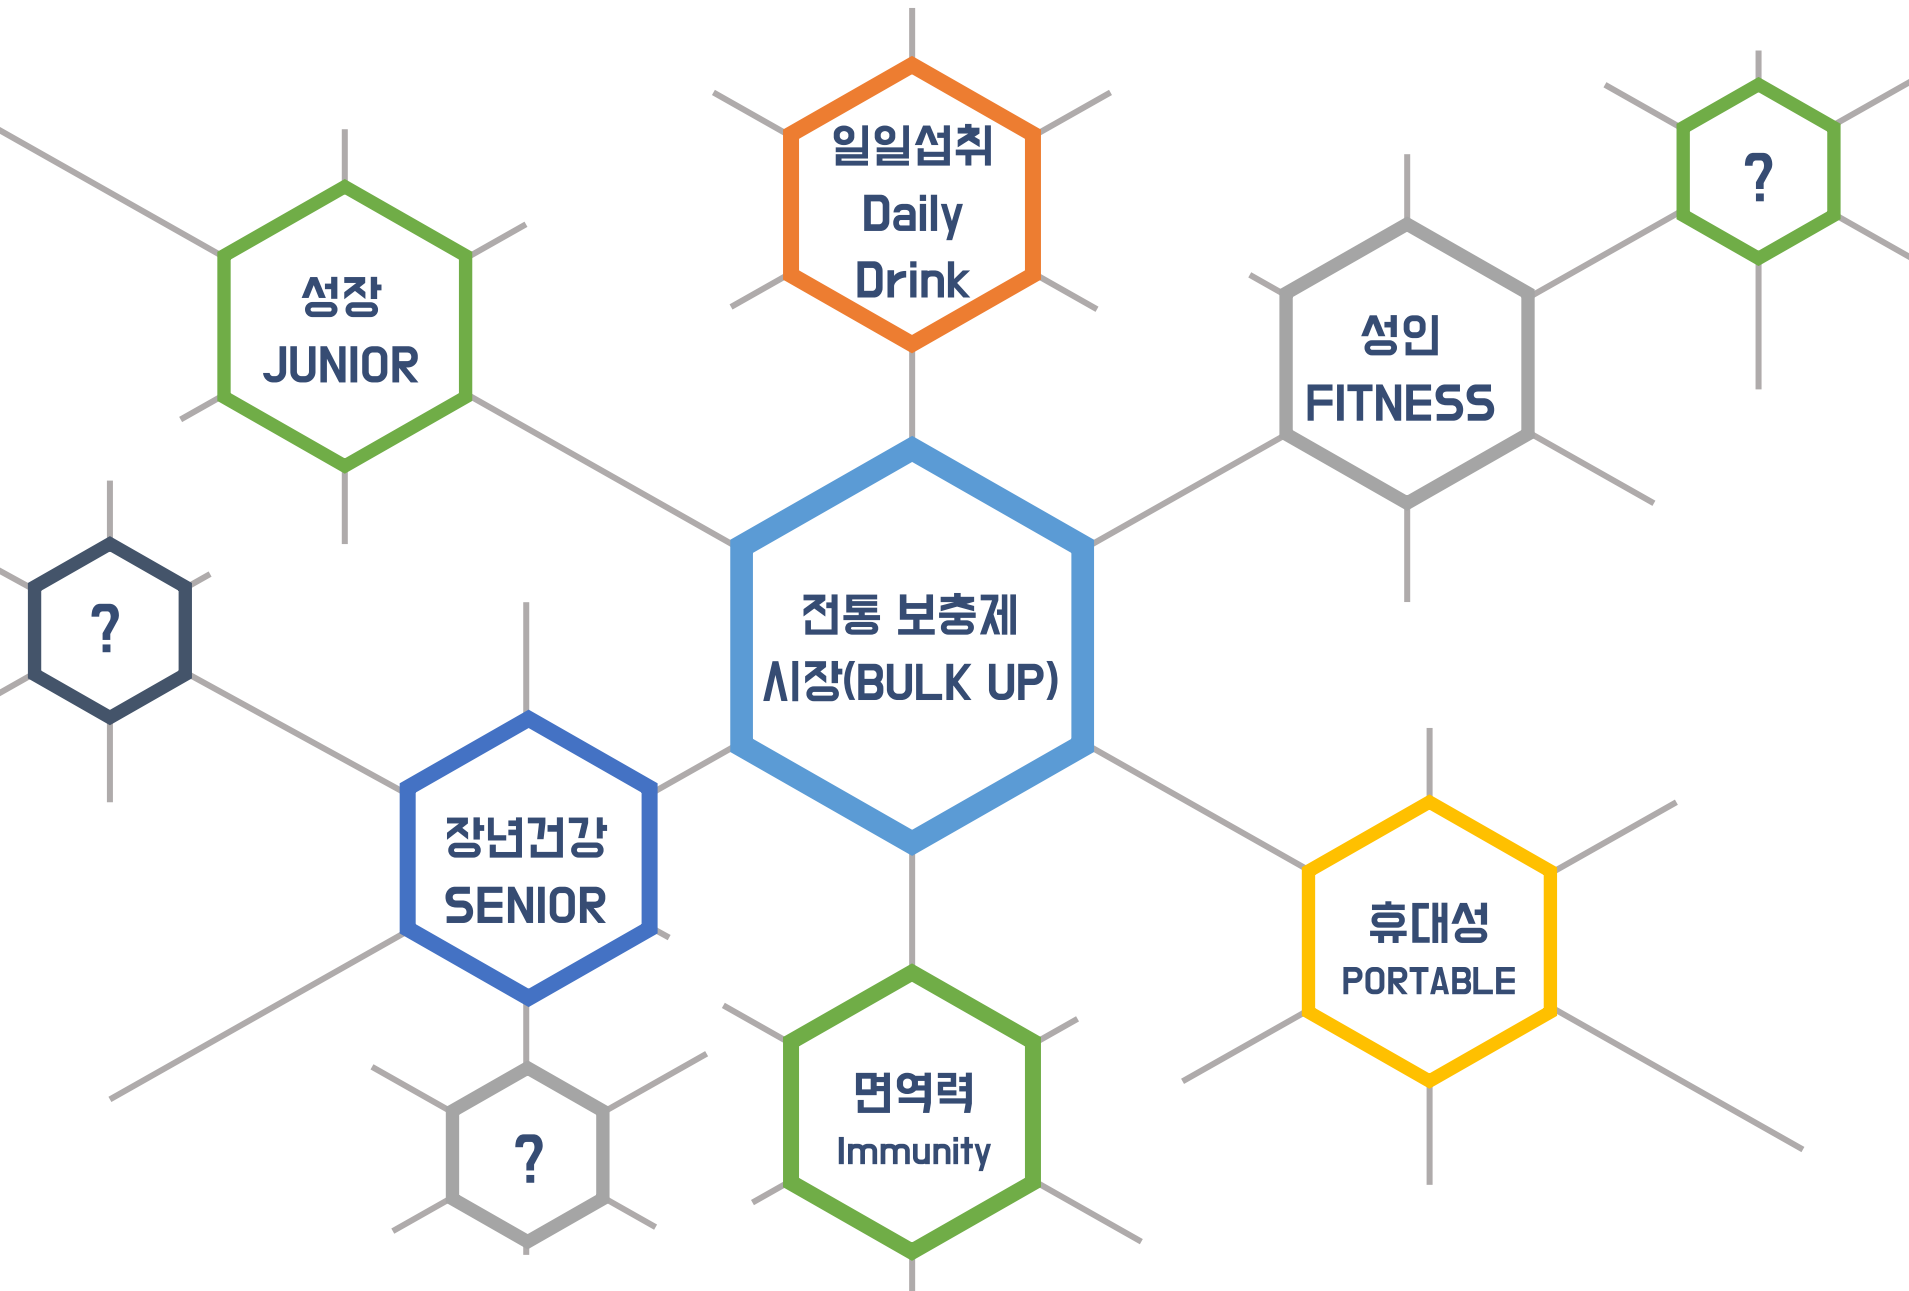 일일섭취
Daily
Drink
?
성장
JUNIOR
성인
FITNESS
?
전통 보충제
시장(BULK UP)
장년건강
SENIOR
휴대성
PORTABLE
?
면역력
Immunity